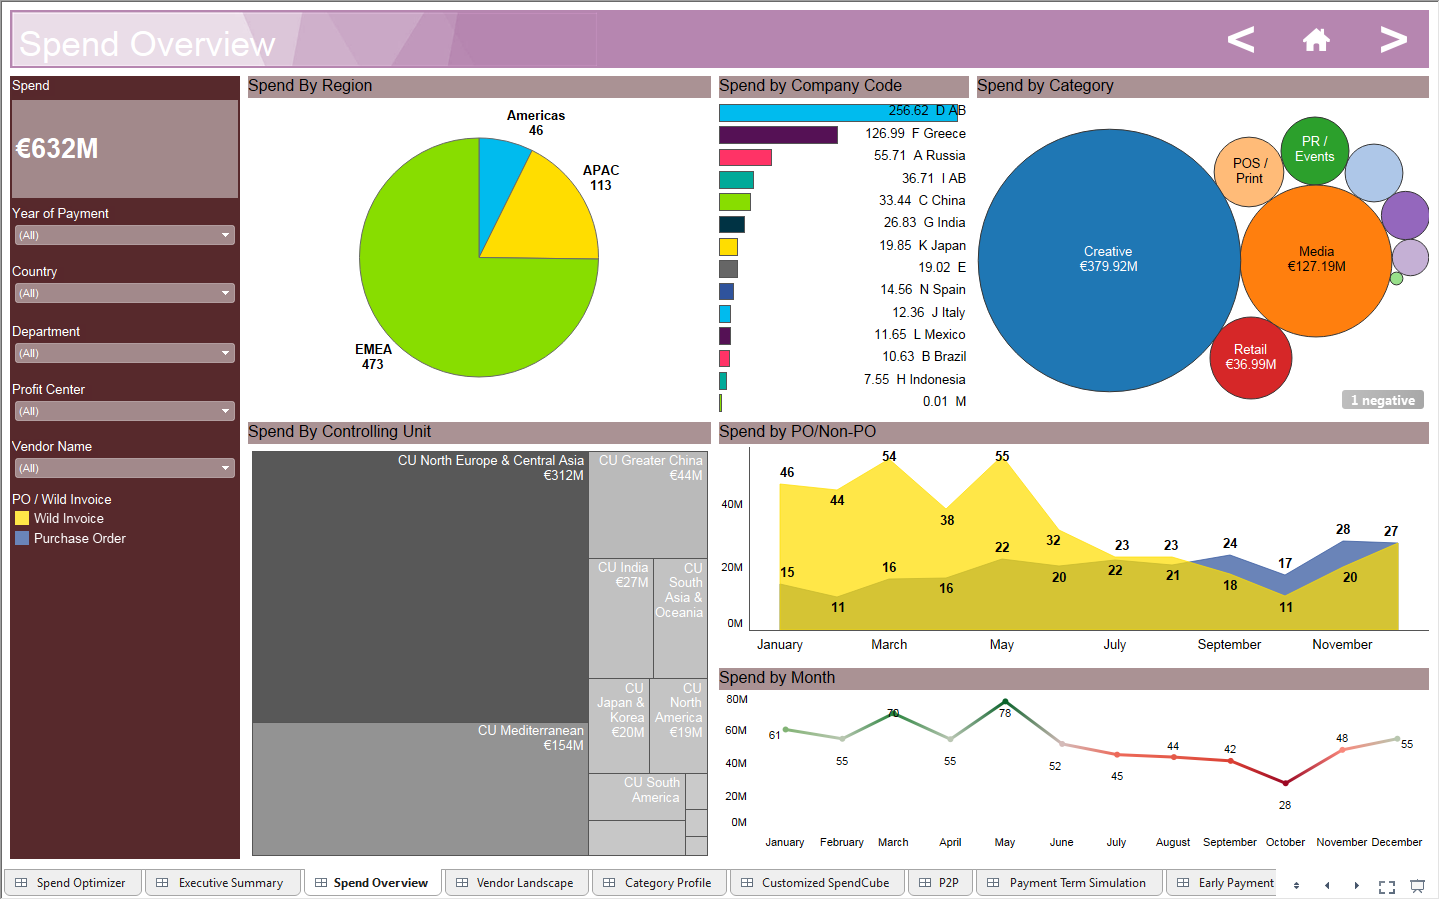 Spend Overview
<
>
Spend
€632M
Year of Payment
(All)
Country
(All)
Department
(All)
Profit Center
(All)
Vendor Name
(All)
PO / Wild Invoice
Wild Invoice
Purchase Order
Spend By Region
Americas
46
APAC
113
EMEA
473
Spend by Company Code
256.62 D AB
126.99 F Greece
55.71 A Russia
36.71 I AB
33.44 C China
26.83 G India
19.85 K Japan
19.02 E
14.56 N Spain
12.36 J Italy
11.65 L Mexico
10.63 B Brazil
7.55 H Indonesia
0.01 M
Spend by Category
PR /
Events
POS /
Print
Creative
€379.92M
Media
€127.19M
Retail
€36.99M
1 negative
Spend By Controlling Unit
CU North Europe & Central Asia
€312M
CU Greater China
€44M
CU India
€27M
CU
South
Asia &
Oceania
CU
Japan &
Korea
€20M
CU
North
America
€19M
CU Mediterranean
€154M
CU South
America
Spend by PO/Non-PO
40M
20M
0M
46
44
54
38
55
32
23
23
24
17
28
27
15
11
16
16
22
20
22
21
18
11
20
January
March
May
July
September
November
Spend by Month
80M
60M
40M
20M
0M
61
55
70
55
78
52
45
44
42
28
48
55
January
February
March
April
May
June
July
August
September
October
November
December
Spend Optimizer
Executive Summary
Spend Overview
Vendor Landscape
Category Profile
Customized SpendCube
P2P
Payment Term Simulation
Early Payment